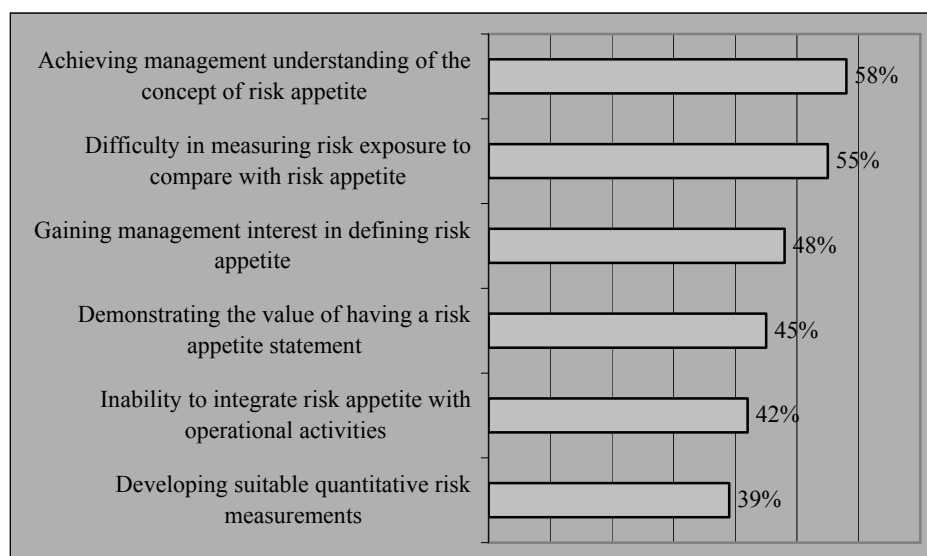 Achieving management understanding of the
concept of risk appetite
58%
Difficulty in measuring risk exposure to
compare with risk appetite
55%
Gaining management interest in defining risk
appetite
48%
Demonstrating the value of having a risk
appetite statement
45%
Inability to integrate risk appetite with
operational activities
42%
Developing suitable quantitative risk
measurements
39%